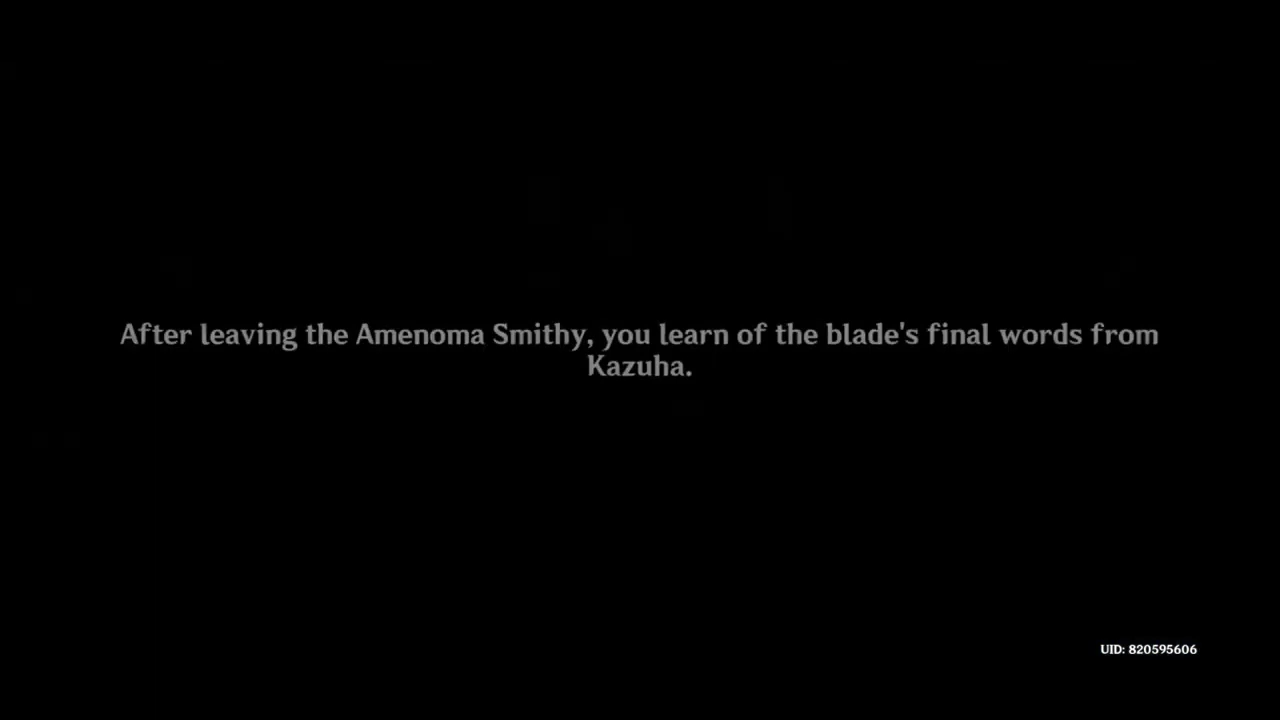 After leaving the Amenoma Smithy, you learn of the blade's final words from
Kazuha.
UID: 820595606